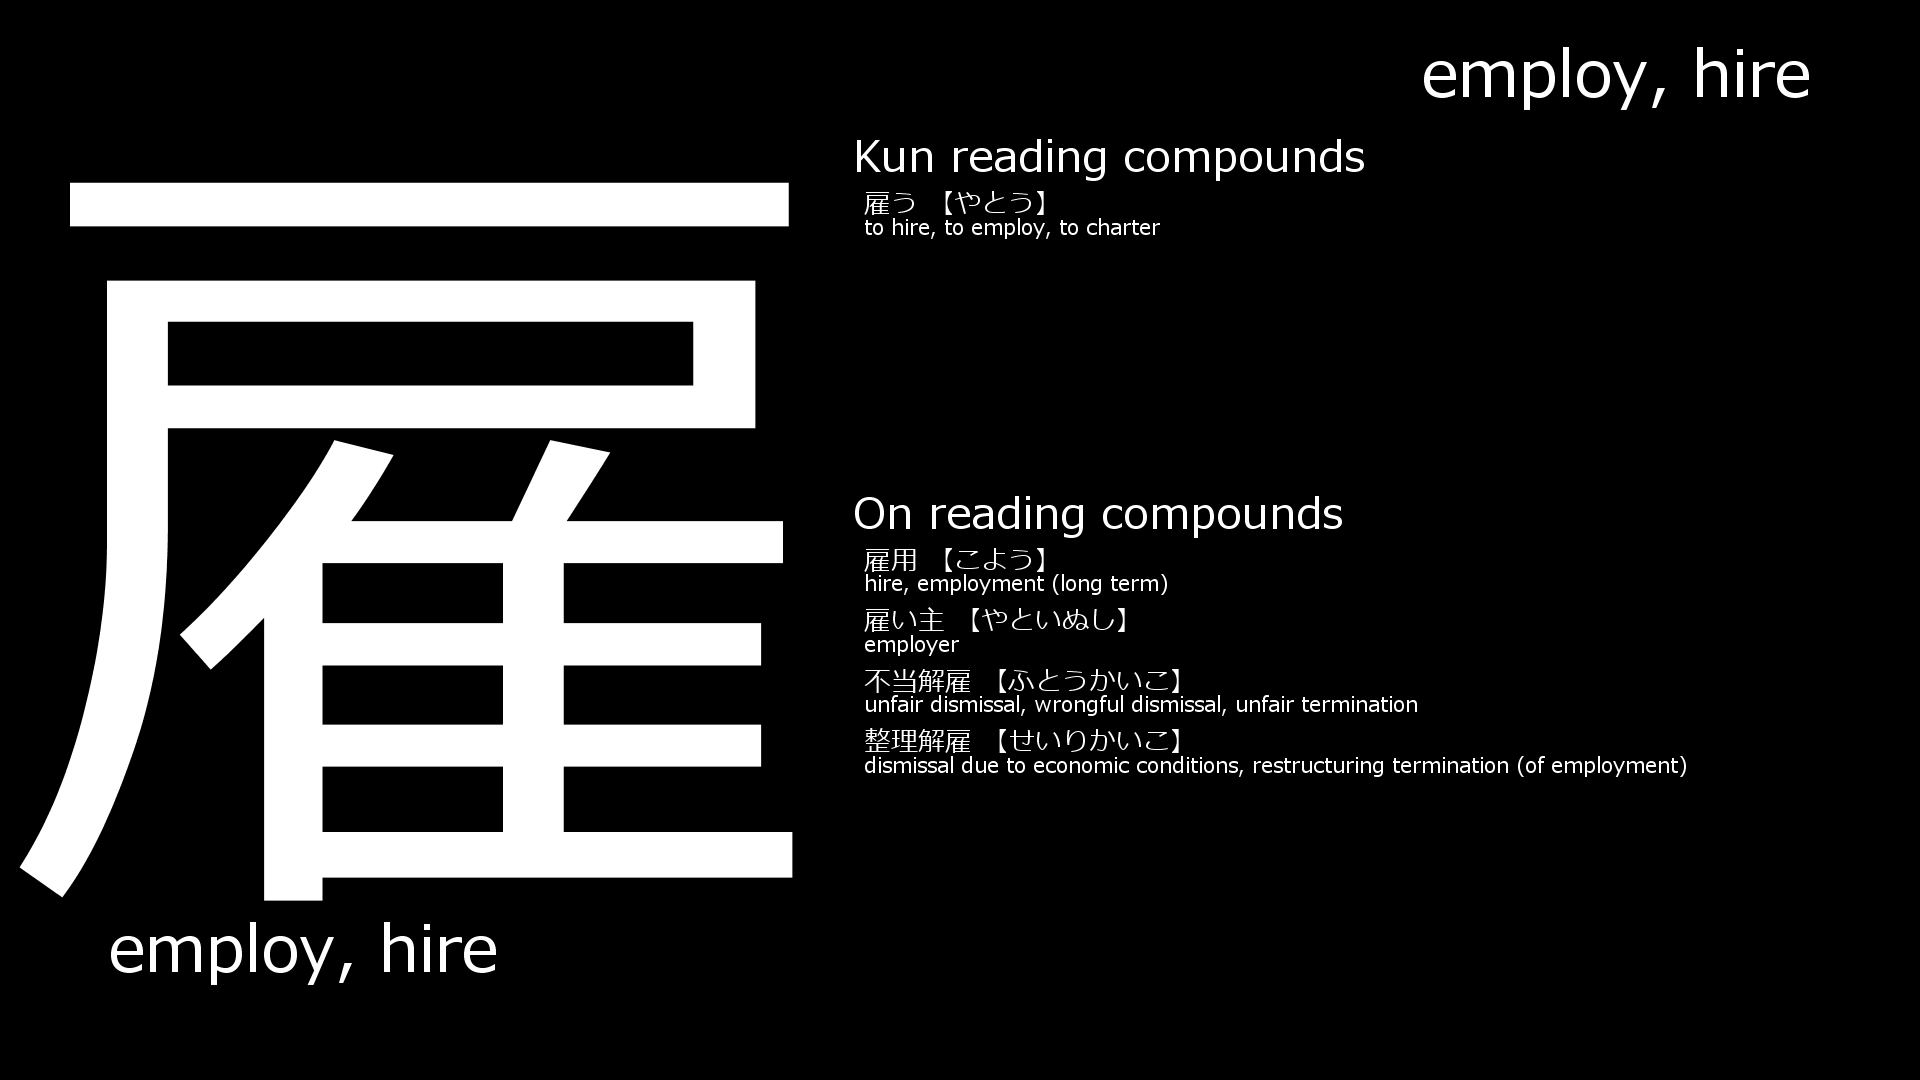 employ, hire
雇
Kun reading compounds
雇う 【やとう】
to hire, to employ, to charter
On reading compounds
雇用 【こよう】
hire, employment (long term)
雇い主 【やといぬし】
employer
不当解雇 【ふとうかいこ】
unfair dismissal, wrongful dismissal, unfair termination
整理解雇 【せいりかいこ】
dismissal due to economic conditions, restructuring termination (of employment)
employ, hire